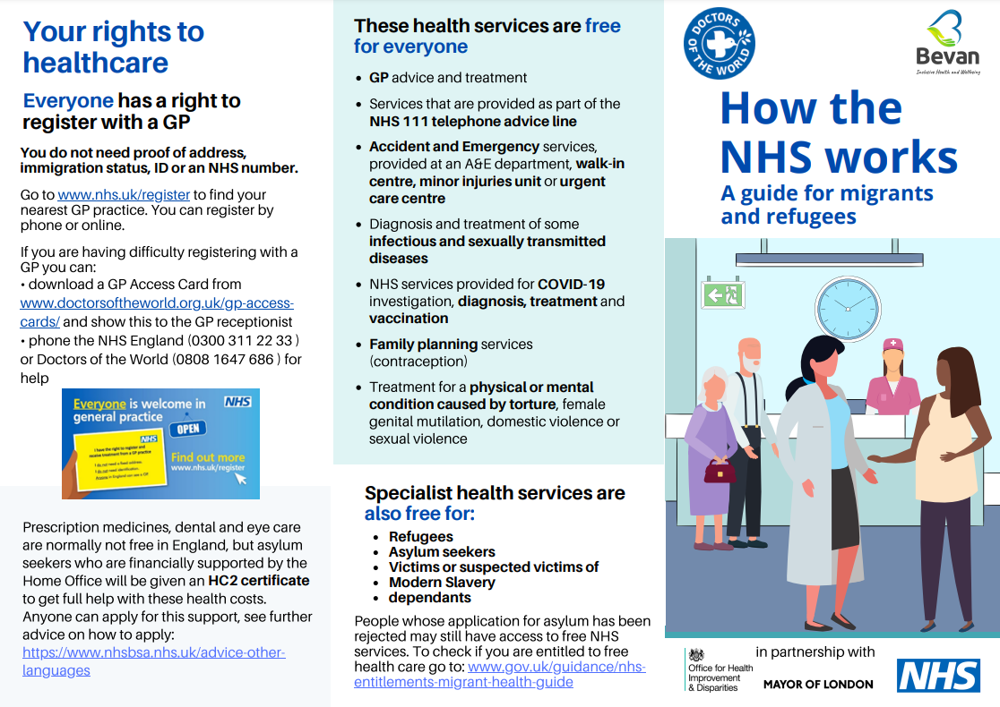 Your rights to
healthcare
Everyone has a right to
register with a GP
You do not need proof of address,
immigration status, ID or an NHS number.
Go to www.nhs.uk/register to find your
nearest GP practice. You can register by
phone or online.
If you are having difficulty registering with a
GP you can:
• download a GP Access Card from
www.doctorsoftheworld.org.uk/gp-access-
cards/ and show this to the GP receptionist
• phone the NHS England (0300 311 22 33 )
or Doctors of the World (0808 1647 686 ) for
help
Everyone is welcome in
general practice
NHS
OPEN
NHS
I have the right to register and
receive treatment from a GP practice
I do not need a fixed address.
I do not need identification.
Find out more
www.nhs.uk/register
Prescription medicines, dental and eye care
are normally not free in England, but asylum
seekers who are financially supported by the
Home Office will be given an HC2 certificate
to get full help with these health costs.
Anyone can apply for this support, see further
advice on how to apply:
https://www.nhsbsa.nhs.uk/advice-other-
languages
These health services are free
for everyone
• GP advice and treatment
• Services that are provided as part of the
NHS 111 telephone advice line
• Accident and Emergency services,
provided at an A&E department, walk-in
centre, minor injuries unit or urgent
care centre
• Diagnosis and treatment of some
infectious and sexually transmitted
diseases
• NHS services provided for COVID-19
investigation, diagnosis, treatment and
vaccination
• Family planning services
(contraception)
• Treatment for a physical or mental
condition caused by torture, female
genital mutilation, domestic violence or
sexual violence
Specialist health services are
also free for:
• Refugees
• Asylum seekers
• Victims or suspected victims of
• Modern Slavery
• dependants
People whose application for asylum has been
rejected may still have access to free NHS
services. To check if you are entitled to free
health care go to: www.gov.uk/guidance/nhs-
entitlements-migrant-health-guide
DOCTORS
OF THE WORLD
Bevan
Inclusive Health and Wellbeing
How the
NHS works
A guide for migrants
and refugees
in partnership with
Office for Health
Improvement
& Disparities
MAYOR OF LONDON
NHS